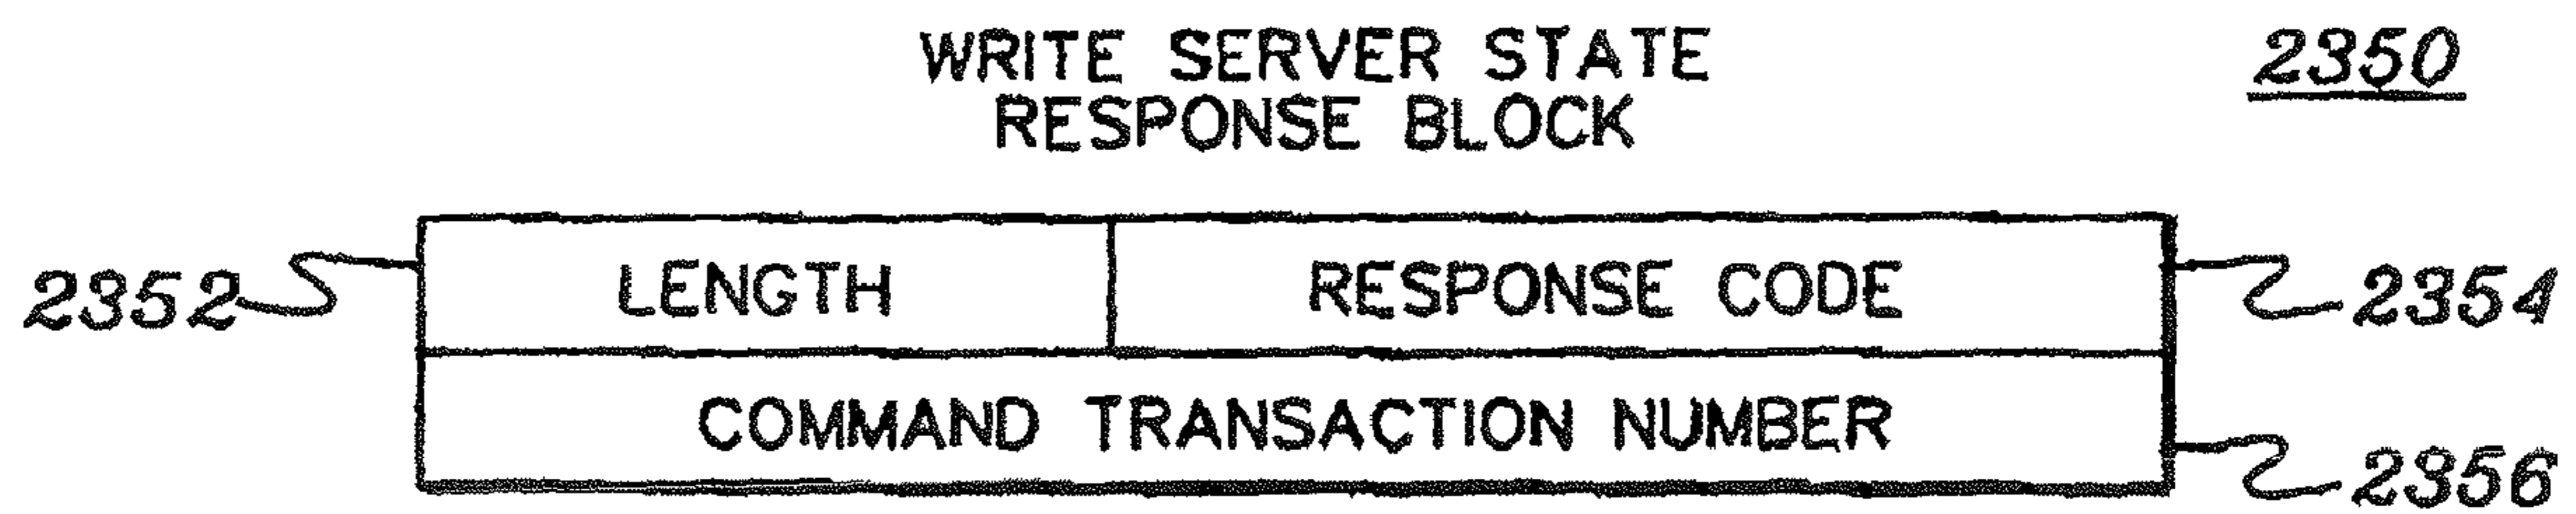 WRITE SERVER STATE
RESPONSE BLOCK
2350
2352 LENGTH RESPONSE CODE 2354
COMMAND TRANSACTION NUMBER 2356